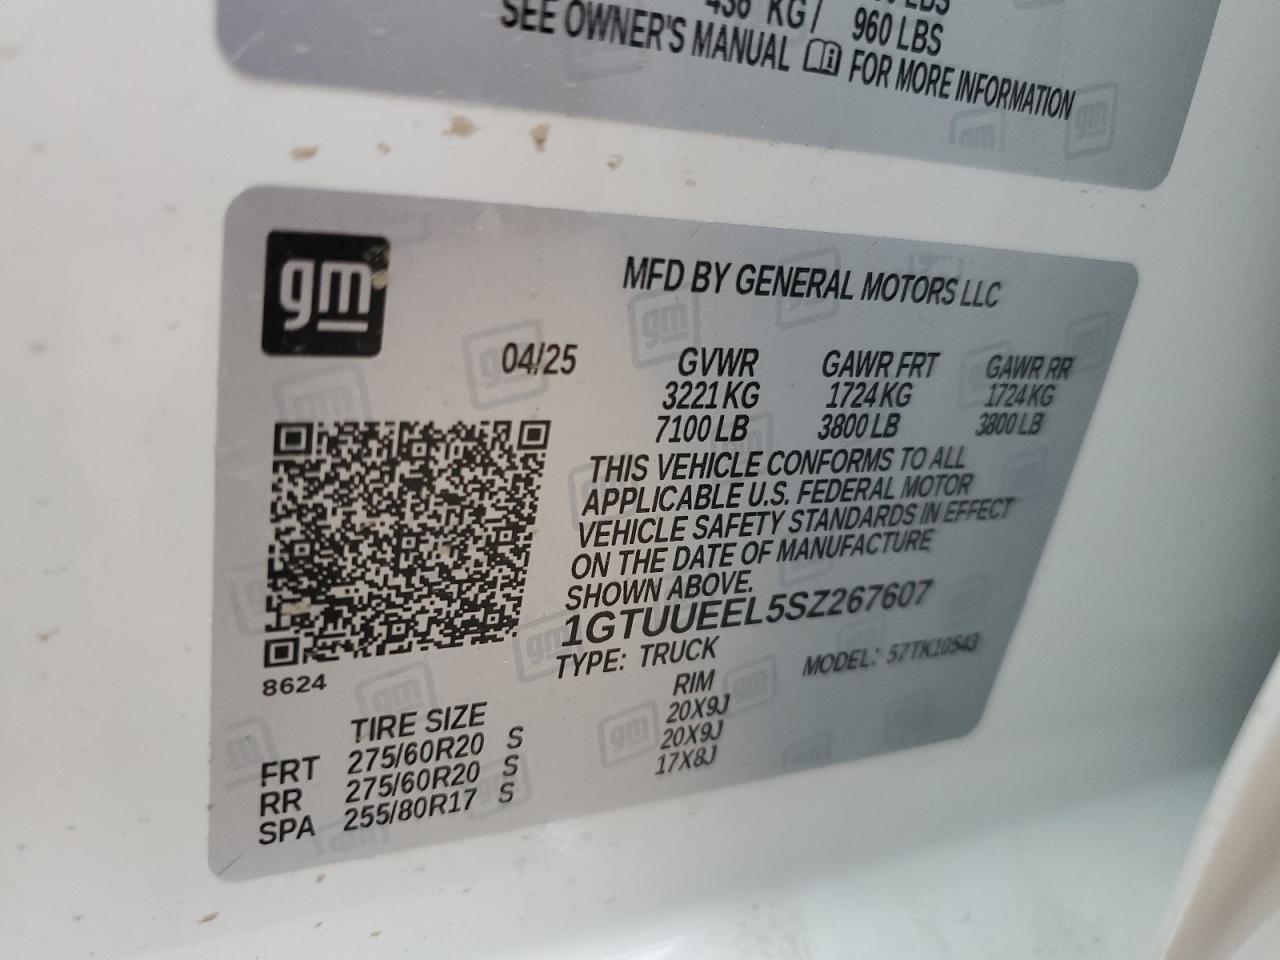 960 LBS
SEE OWNER'S MANUAL FOR MORE INFORMATION
gm
MFD BY GENERAL MOTORS LLC
04/25
GVWR GAWR FRT GAWR RR
3221 KG 1724 KG 1724 KG
7100 LB 3800 LB 3800 LB
THIS VEHICLE CONFORMS TO ALL
APPLICABLE U.S. FEDERAL MOTOR
VEHICLE SAFETY STANDARDS IN EFFECT
ON THE DATE OF MANUFACTURE
SHOWN ABOVE.
1GTUUEEL5SZ267607
TYPE: TRUCK MODEL: 57TK10543
8624
TIRE SIZE RIM
FRT 275/60R20 S 20X9J
RR 275/60R20 S 20X9J
SPA 255/80R17 S 17X8J